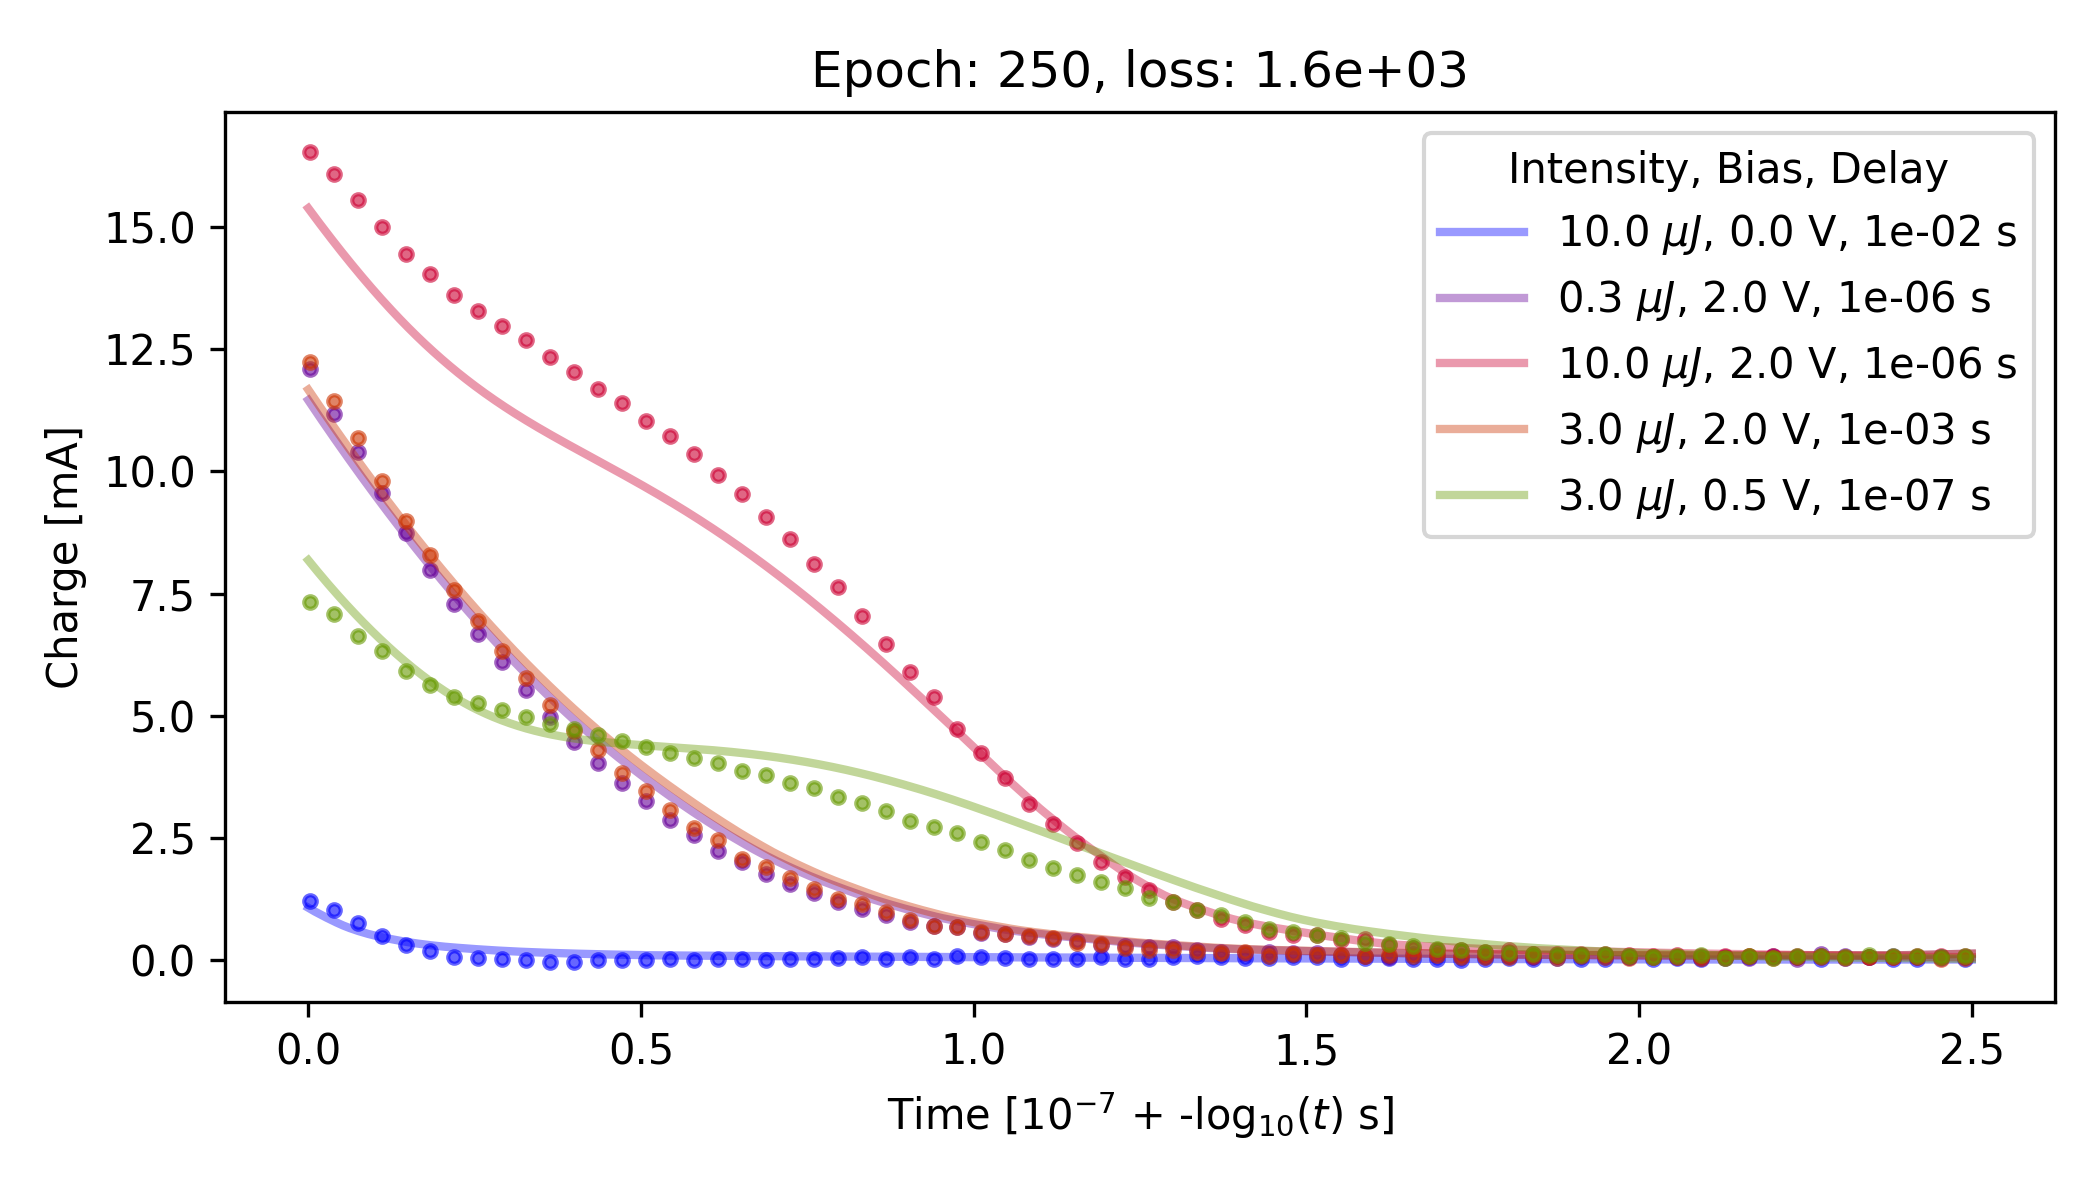 Epoch: 250, loss: 1.6e+03
Charge [mA]
15.0
12.5
10.0
7.5
5.0
2.5
0.0
Intensity, Bias, Delay
10.0 μJ, 0.0 V, 1e-02 s
0.3 μJ, 2.0 V, 1e-06 s
10.0 μJ, 2.0 V, 1e-06 s
3.0 μJ, 2.0 V, 1e-03 s
3.0 μJ, 0.5 V, 1e-07 s
0.0 0.5 1.0 1.5 2.0 2.5
Time [10⁻⁷ + -log₁₀(t) s]